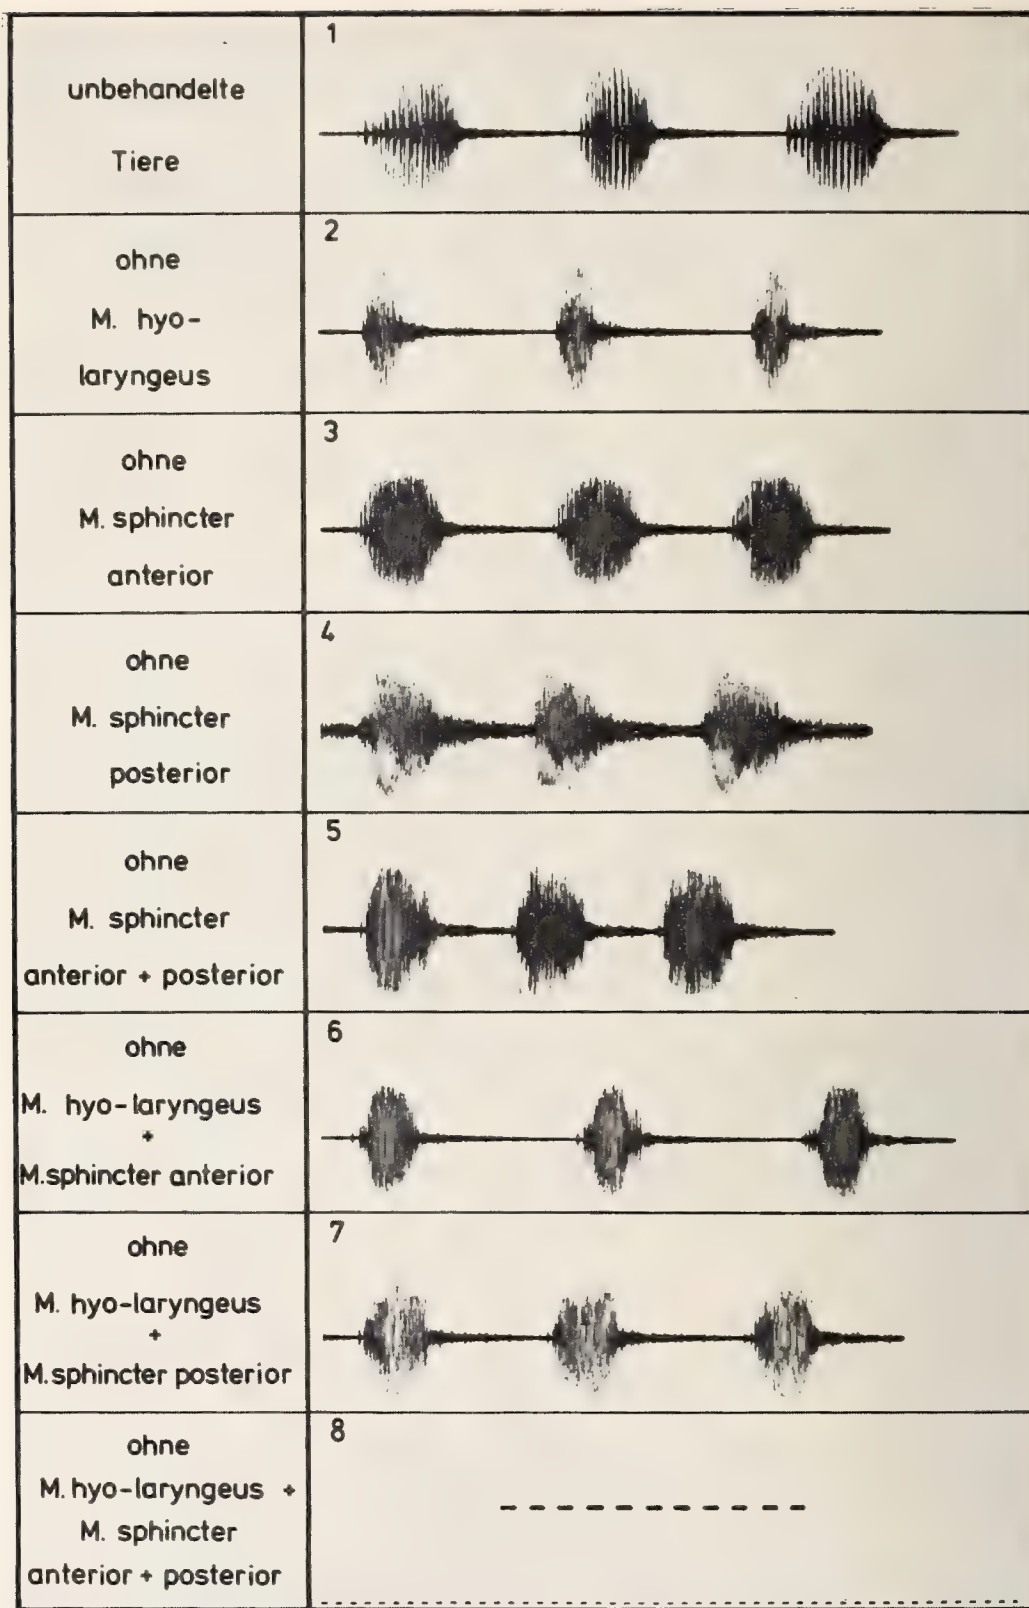 1
unbehandelte
Tiere
2
ohne
M. hyo-
laryngeus
3
ohne
M. sphincter
anterior
4
ohne
M. sphincter
posterior
5
ohne
M. sphincter
anterior + posterior
6
ohne
M. hyo-laryngeus
+
M.sphincter anterior
7
ohne
M. hyo-laryngeus
+
M.sphincter posterior
8
ohne
M. hyo-laryngeus +
M. sphincter
anterior + posterior